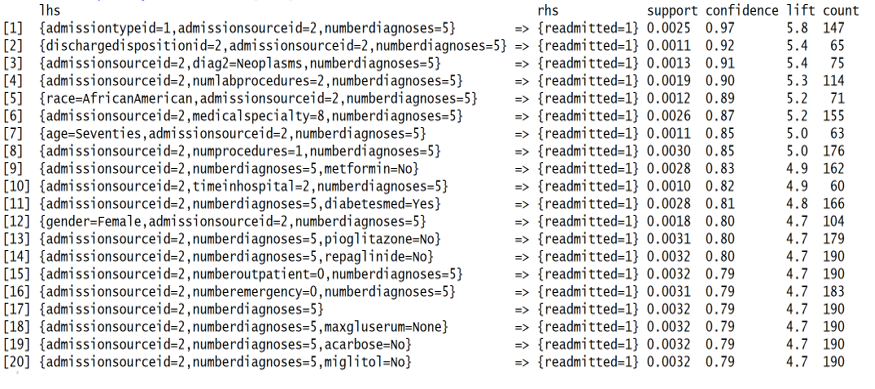 lhs rhs support confidence lift count
[1] {admissiontypeid=1,admissionsourceid=2,numberdiagnoses=5} => {readmitted=1} 0.0025 0.97 5.8 147
[2] {dischargedispositionid=2,admissionsourceid=2,numberdiagnoses=5} => {readmitted=1} 0.0011 0.92 5.4 65
[3] {admissionsourceid=2,diag2=Neoplasms,numberdiagnoses=5} => {readmitted=1} 0.0013 0.91 5.4 75
[4] {admissionsourceid=2,numlabprocedures=2,numberdiagnoses=5} => {readmitted=1} 0.0019 0.90 5.3 114
[5] {race=AfricanAmerican,admissionsourceid=2,numberdiagnoses=5} => {readmitted=1} 0.0012 0.89 5.2 71
[6] {admissionsourceid=2,medicalspecialty=8,numberdiagnoses=5} => {readmitted=1} 0.0026 0.87 5.2 155
[7] {age=Seventies,admissionsourceid=2,numberdiagnoses=5} => {readmitted=1} 0.0011 0.85 5.0 63
[8] {admissionsourceid=2,numprocedures=1,numberdiagnoses=5} => {readmitted=1} 0.0030 0.85 5.0 176
[9] {admissionsourceid=2,numberdiagnoses=5,metformin=No} => {readmitted=1} 0.0028 0.83 4.9 162
[10] {admissionsourceid=2,timeinhospital=2,numberdiagnoses=5} => {readmitted=1} 0.0010 0.82 4.9 60
[11] {admissionsourceid=2,numberdiagnoses=5,diabetesmed=Yes} => {readmitted=1} 0.0028 0.81 4.8 166
[12] {gender=Female,admissionsourceid=2,numberdiagnoses=5} => {readmitted=1} 0.0018 0.80 4.7 104
[13] {admissionsourceid=2,numberdiagnoses=5,pioglitazone=No} => {readmitted=1} 0.0031 0.80 4.7 179
[14] {admissionsourceid=2,numberdiagnoses=5,repaglinide=No} => {readmitted=1} 0.0032 0.80 4.7 190
[15] {admissionsourceid=2,numberoutpatient=0,numberdiagnoses=5} => {readmitted=1} 0.0032 0.79 4.7 190
[16] {admissionsourceid=2,numberemergency=0,numberdiagnoses=5} => {readmitted=1} 0.0031 0.79 4.7 183
[17] {admissionsourceid=2,numberdiagnoses=5} => {readmitted=1} 0.0032 0.79 4.7 190
[18] {admissionsourceid=2,numberdiagnoses=5,maxgluserum=None} => {readmitted=1} 0.0032 0.79 4.7 190
[19] {admissionsourceid=2,numberdiagnoses=5,acarbose=No} => {readmitted=1} 0.0032 0.79 4.7 190
[20] {admissionsourceid=2,numberdiagnoses=5,miglitol=No} => {readmitted=1} 0.0032 0.79 4.7 190